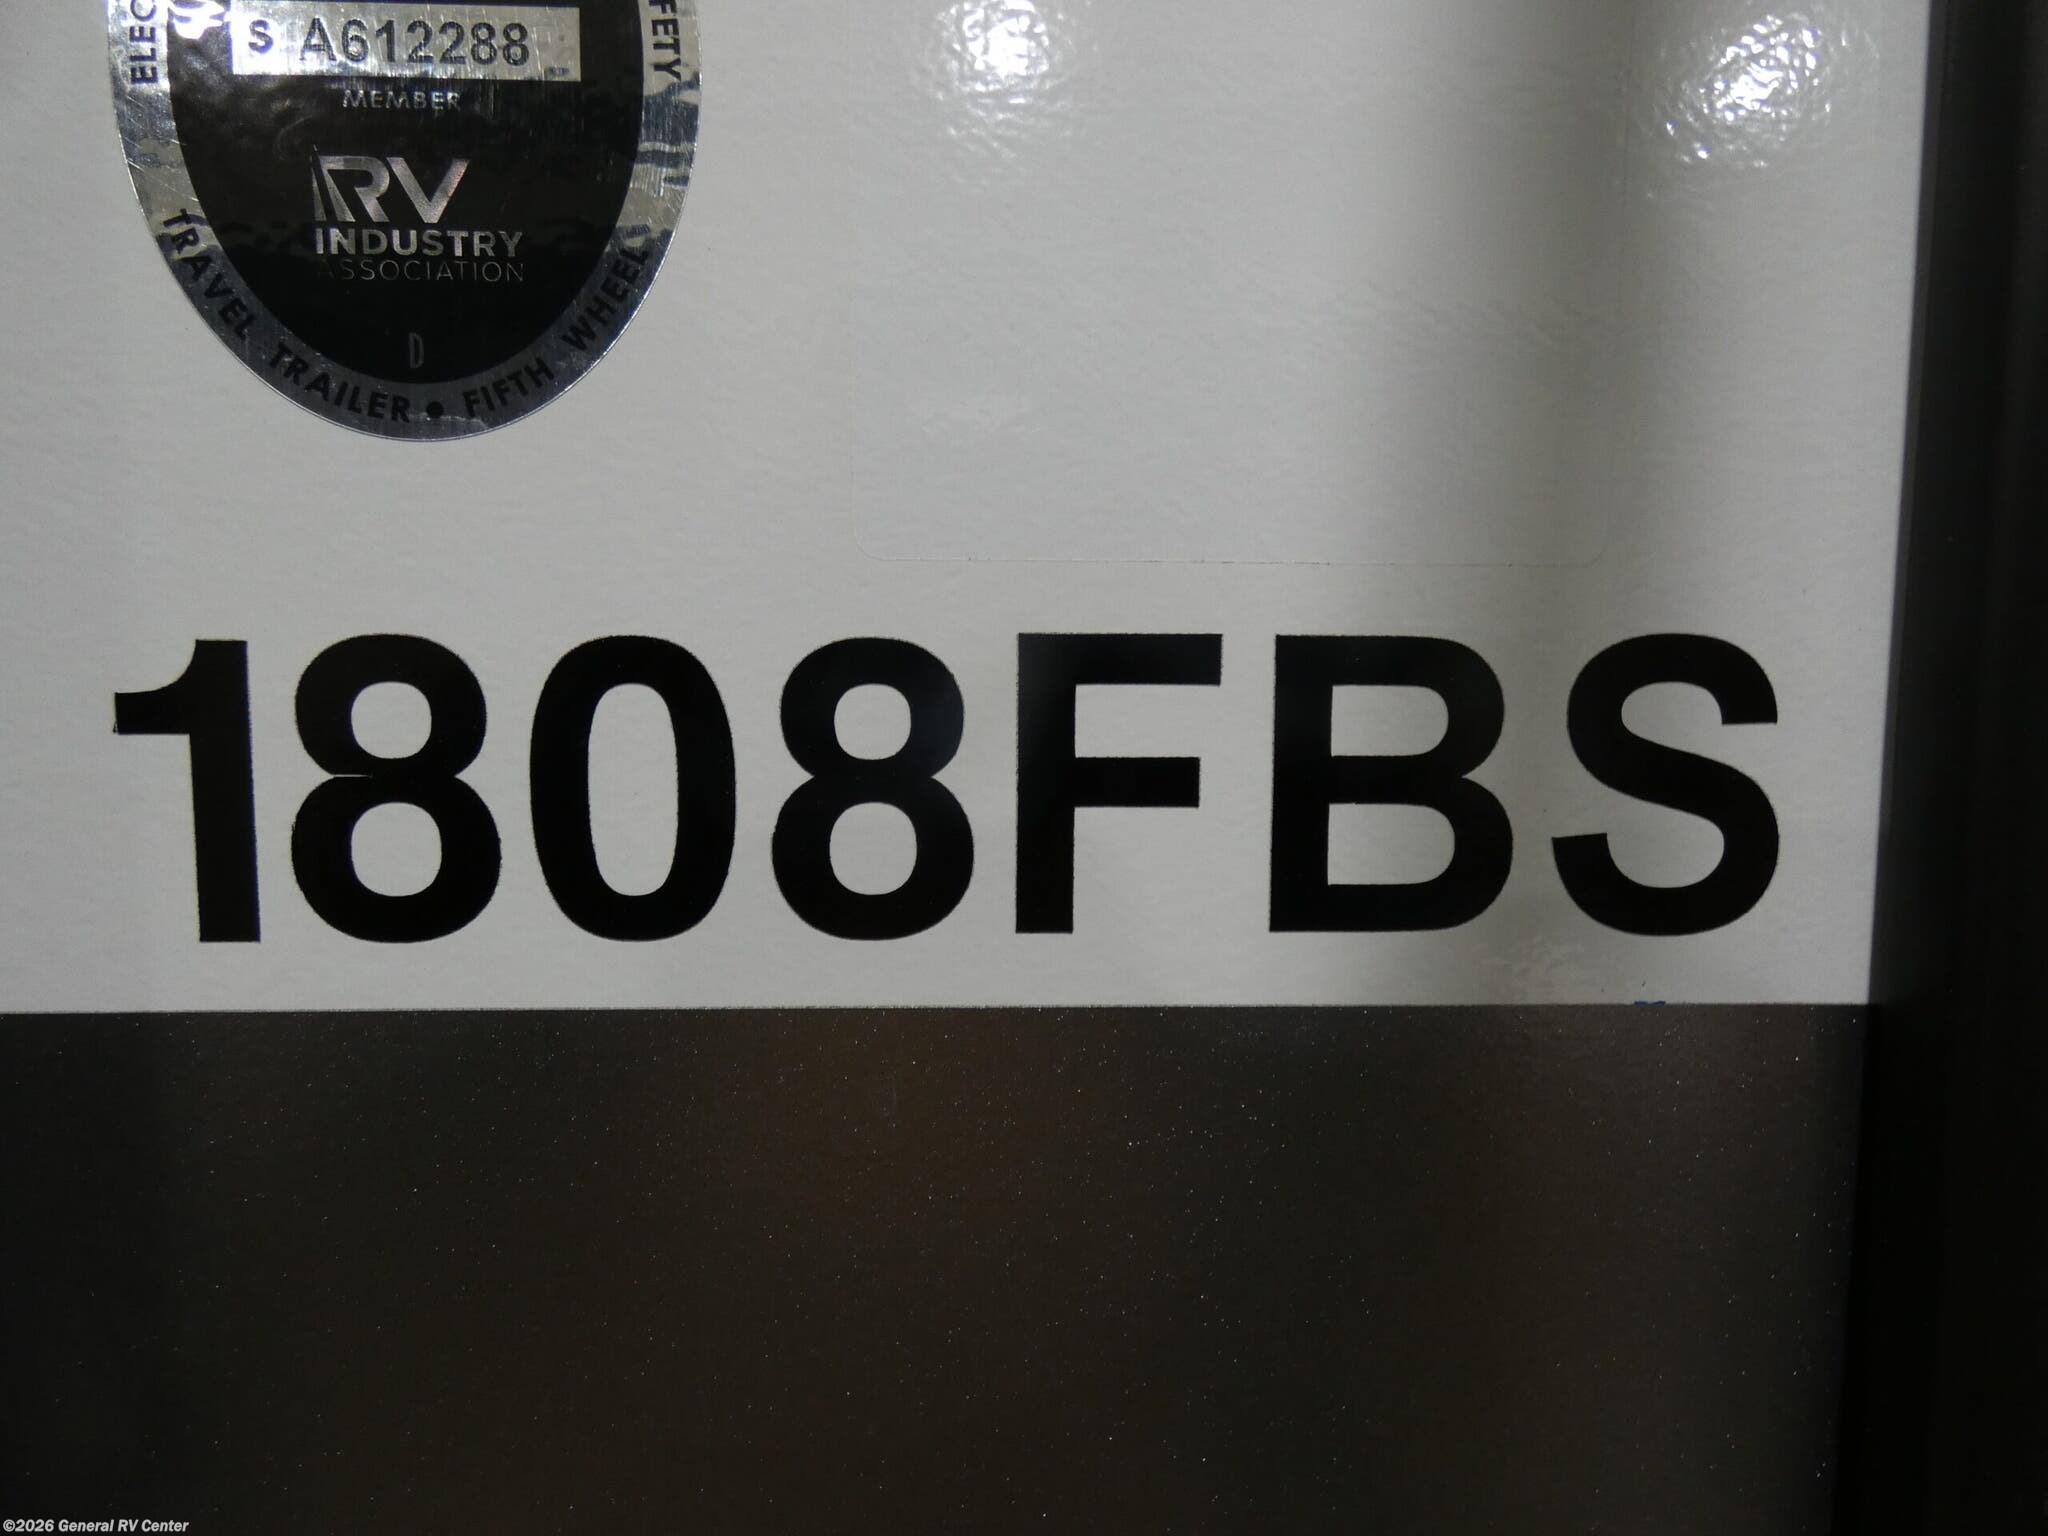 S A612288
MEMBER
RV
INDUSTRY
ASSOCIATION
D
TRAVEL TRAILER • FIFTH WHEEL
1808FBS
©2026 General RV Center